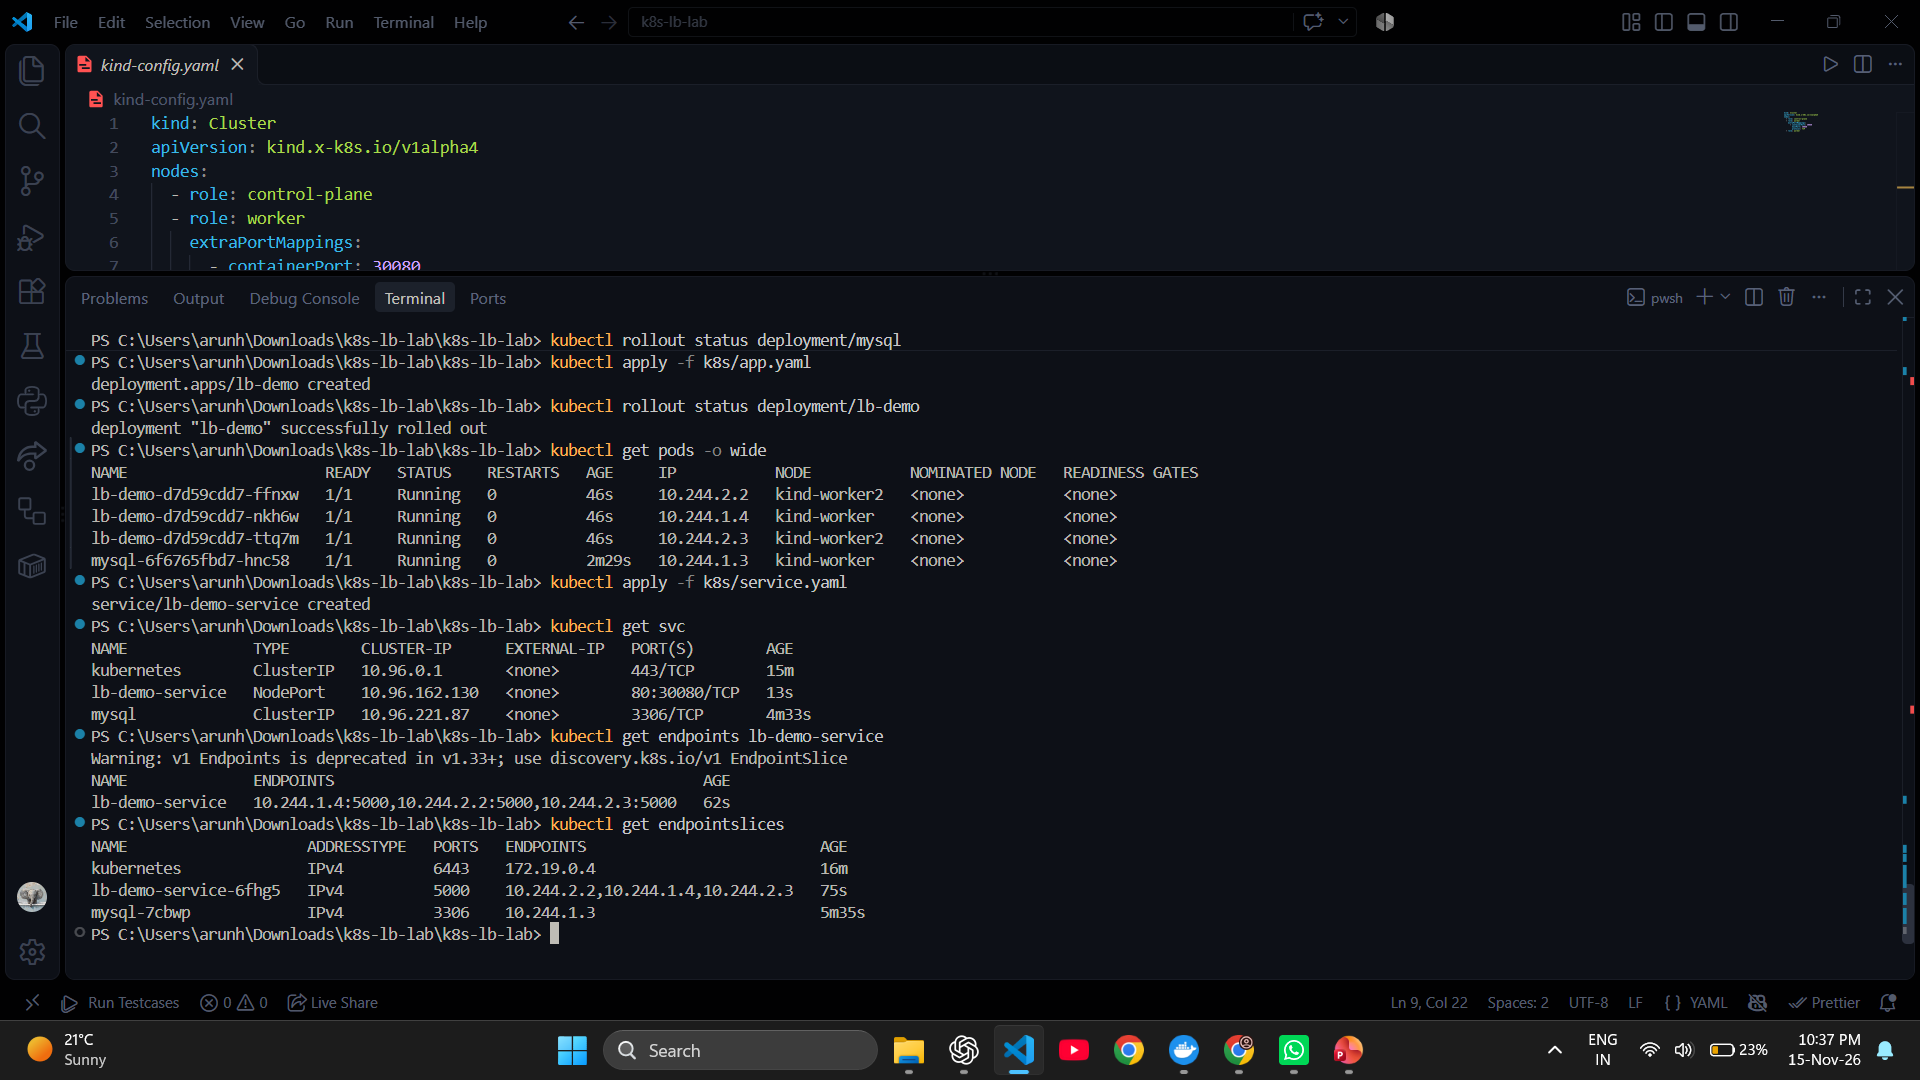 File Edit Selection View Go Run Terminal Help
k8s-lb-lab
kind-config.yaml
kind-config.yaml
1 kind: Cluster
2 apiVersion: kind.x-k8s.io/v1alpha4
3 nodes:
4 - role: control-plane
5 - role: worker
6 extraPortMappings:
7 - containerPort: 30080
Problems Output Debug Console Terminal Ports
pwsh
PS C:\Users\arunh\Downloads\k8s-lb-lab\k8s-lb-lab> kubectl rollout status deployment/mysql
PS C:\Users\arunh\Downloads\k8s-lb-lab\k8s-lb-lab> kubectl apply -f k8s/app.yaml
deployment.apps/lb-demo created
PS C:\Users\arunh\Downloads\k8s-lb-lab\k8s-lb-lab> kubectl rollout status deployment/lb-demo
deployment "lb-demo" successfully rolled out
PS C:\Users\arunh\Downloads\k8s-lb-lab\k8s-lb-lab> kubectl get pods -o wide
NAME READY STATUS RESTARTS AGE IP NODE NOMINATED NODE READINESS GATES
lb-demo-d7d59cdd7-ffnxw 1/1 Running 0 46s 10.244.2.2 kind-worker2 <none> <none>
lb-demo-d7d59cdd7-nkh6w 1/1 Running 0 46s 10.244.1.4 kind-worker <none> <none>
lb-demo-d7d59cdd7-ttq7m 1/1 Running 0 46s 10.244.2.3 kind-worker2 <none> <none>
mysql-6f6765fbd7-hnc58 1/1 Running 0 2m29s 10.244.1.3 kind-worker <none> <none>
PS C:\Users\arunh\Downloads\k8s-lb-lab\k8s-lb-lab> kubectl apply -f k8s/service.yaml
service/lb-demo-service created
PS C:\Users\arunh\Downloads\k8s-lb-lab\k8s-lb-lab> kubectl get svc
NAME TYPE CLUSTER-IP EXTERNAL-IP PORT(S) AGE
kubernetes ClusterIP 10.96.0.1 <none> 443/TCP 15m
lb-demo-service NodePort 10.96.162.130 <none> 80:30080/TCP 13s
mysql ClusterIP 10.96.221.87 <none> 3306/TCP 4m33s
PS C:\Users\arunh\Downloads\k8s-lb-lab\k8s-lb-lab> kubectl get endpoints lb-demo-service
Warning: v1 Endpoints is deprecated in v1.33+; use discovery.k8s.io/v1 EndpointSlice
NAME ENDPOINTS AGE
lb-demo-service 10.244.1.4:5000,10.244.2.2:5000,10.244.2.3:5000 62s
PS C:\Users\arunh\Downloads\k8s-lb-lab\k8s-lb-lab> kubectl get endpointslices
NAME ADDRESSTYPE PORTS ENDPOINTS AGE
kubernetes IPv4 6443 172.19.0.4 16m
lb-demo-service-6fhg5 IPv4 5000 10.244.2.2,10.244.1.4,10.244.2.3 75s
mysql-7cbwp IPv4 3306 10.244.1.3 5m35s
PS C:\Users\arunh\Downloads\k8s-lb-lab\k8s-lb-lab>
Run Testcases 0 0 Live Share Ln 9, Col 22 Spaces: 2 UTF-8 LF {} YAML Prettier
21°C
Sunny
Search
ENG
IN
23%
10:37 PM
15-Nov-26